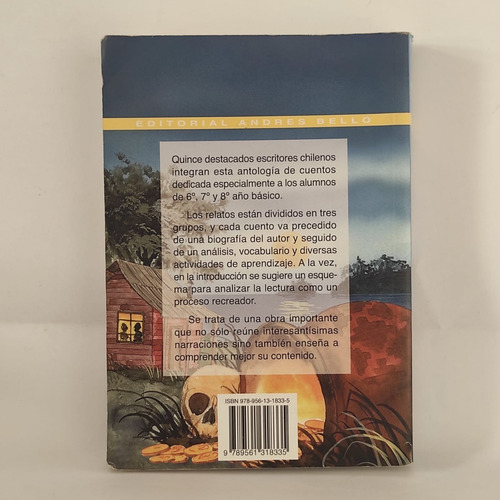 EDITORIAL ANDRES BELLO
Quince destacados escritores chilenos
integran esta antología de cuentos
dedicada especialmente a los alumnos
de 6º, 7º y 8º año básico.
Los relatos están divididos en tres
grupos, y cada cuento va precedido
de una biografía del autor y seguido
de un análisis, vocabulario y diversas
actividades de aprendizaje. A la vez,
en la introducción se sugiere un esque-
ma para analizar la lectura como un
proceso recreador.
Se trata de una obra importante
que no sólo reúne interesantísimas
narraciones sino también enseña a
comprender mejor su contenido.
ISBN 978-956-13-1833-5
9 789561 318335